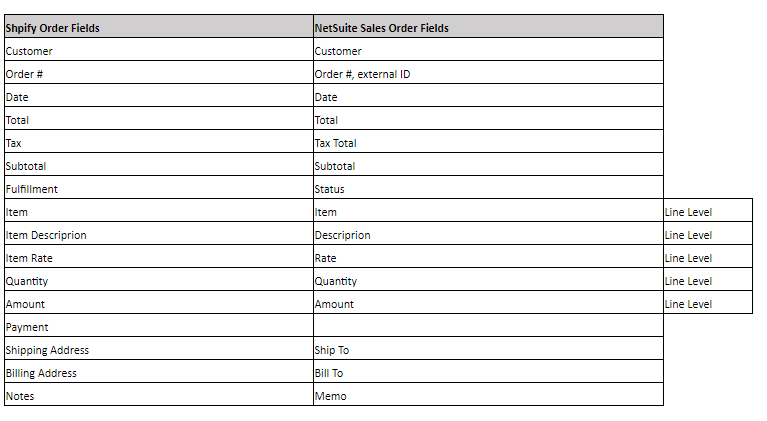 Shpify Order Fields NetSuite Sales Order Fields
Customer Customer
Order # Order #, external ID
Date Date
Total Total
Tax Tax Total
Subtotal Subtotal
Fulfillment Status
Item Item Line Level
Item Descriprion Descriprion Line Level
Item Rate Rate Line Level
Quantity Quantity Line Level
Amount Amount Line Level
Payment
Shipping Address Ship To
Billing Address Bill To
Notes Memo